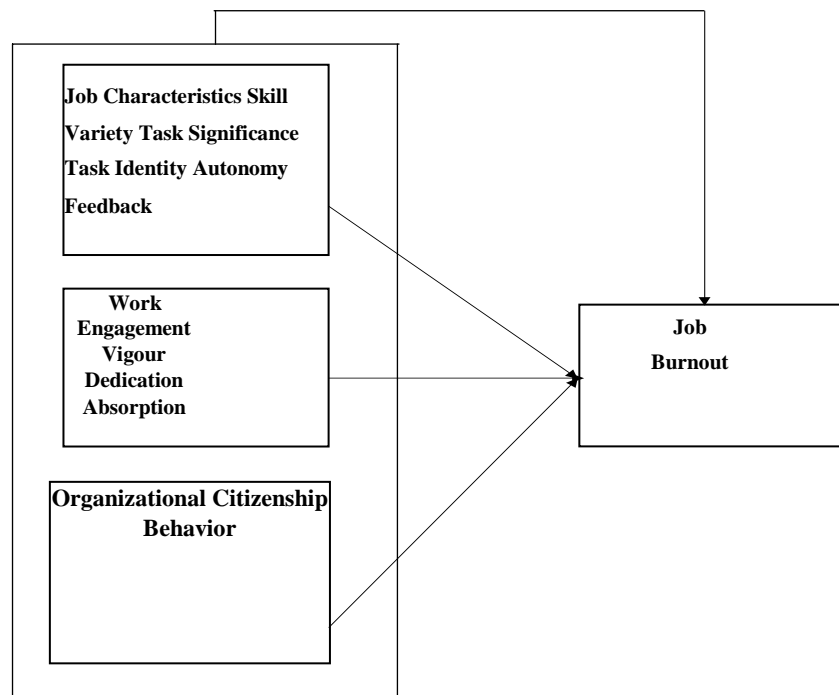 Job Characteristics Skill
Variety Task Significance
Task Identity Autonomy
Feedback
Work
Engagement
Vigour
Dedication
Absorption
Organizational Citizenship
Behavior
Job
Burnout